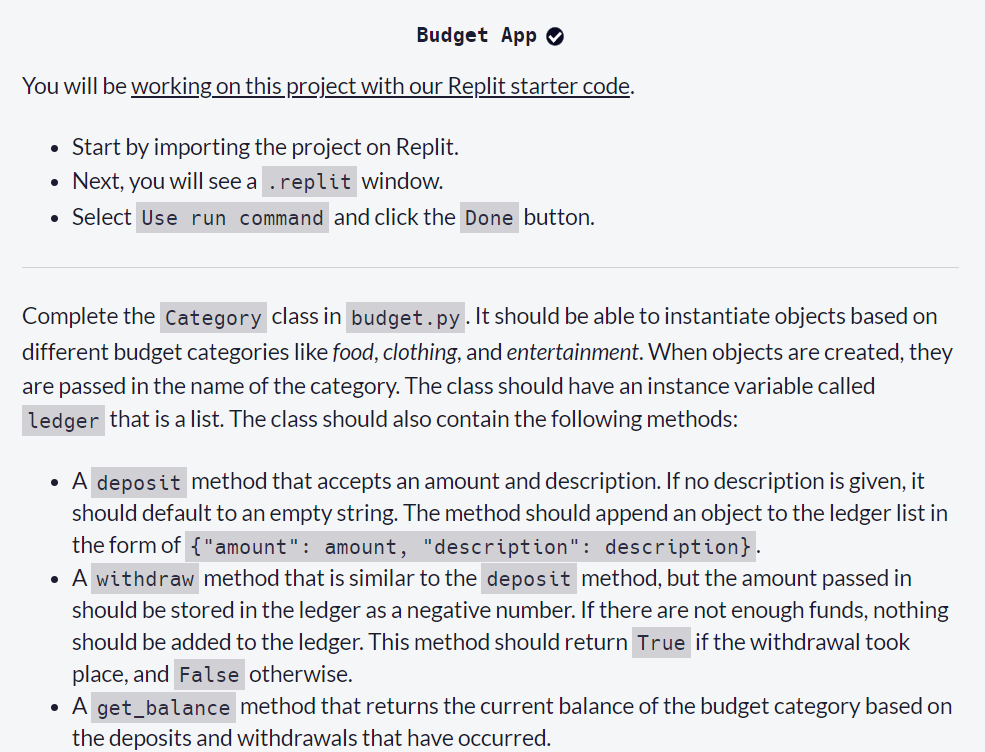 Budget App
You will be working on this project with our Replit starter code.
Start by importing the project on Replit.
Next, you will see a .replit window.
Select Use run command and click the Done button.
Complete the Category class in budget.py. It should be able to instantiate objects based on
different budget categories like food, clothing, and entertainment. When objects are created, they
are passed in the name of the category. The class should have an instance variable called
ledger that is a list. The class should also contain the following methods:
A deposit method that accepts an amount and description. If no description is given, it
should default to an empty string. The method should append an object to the ledger list in
the form of {"amount": amount, "description": description}.
A withdraw method that is similar to the deposit method, but the amount passed in
should be stored in the ledger as a negative number. If there are not enough funds, nothing
should be added to the ledger. This method should return True if the withdrawal took
place, and False otherwise.
A get_balance method that returns the current balance of the budget category based on
the deposits and withdrawals that have occurred.